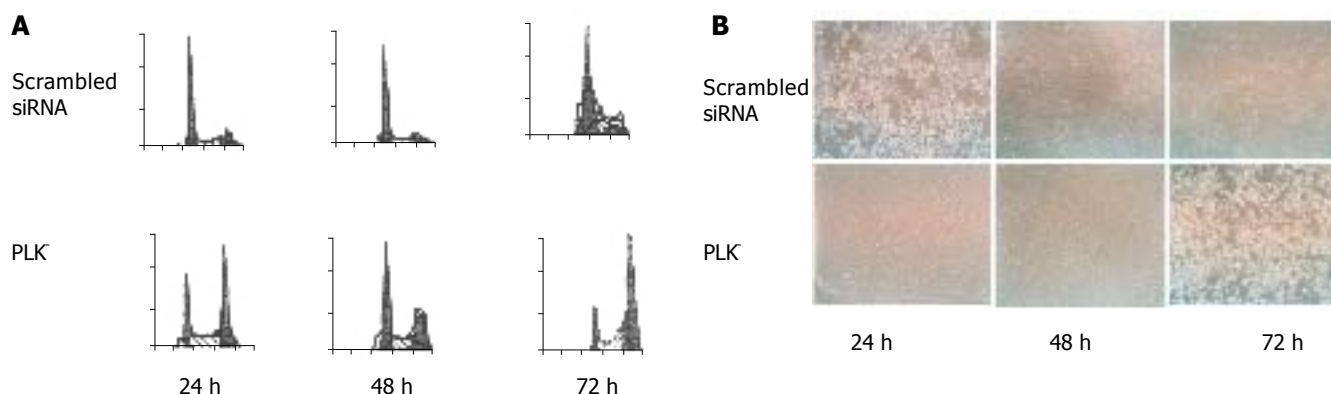 A
Scrambled
siRNA
PLK-
24 h
48 h
72 h
B
Scrambled
siRNA
PLK-
24 h
48 h
72 h